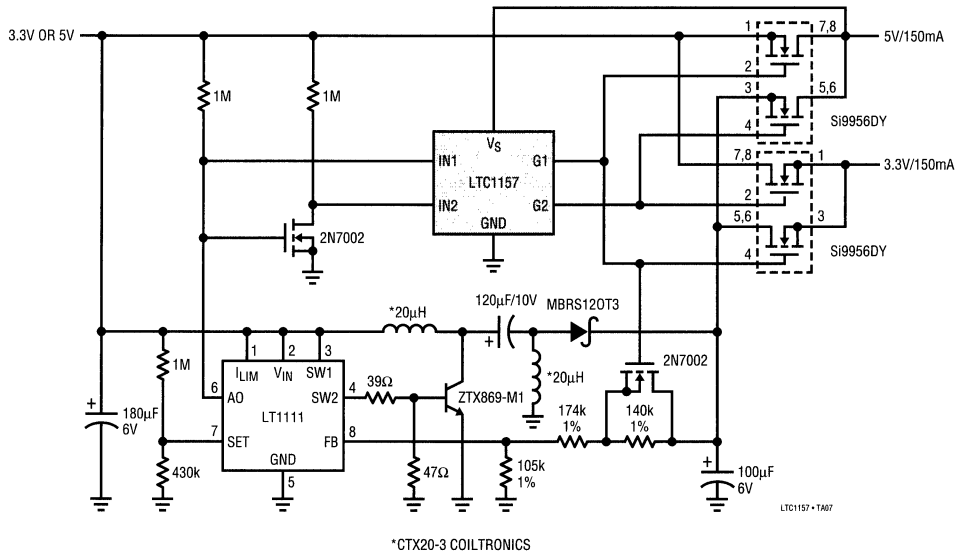 3.3V OR 5V
1
7,8
5V/150mA
2
1M
1M
3
5,6
4
Si9956DY
VS
IN1
G1
LTC1157
IN2
G2
GND
7,8
1
3.3V/150mA
2
5,6
3
4
Si9956DY
2N7002
*20µH
120µF/10V
MBRS120T3
+
*20µH
2N7002
1M
1
2
3
ILIM
VIN
SW1
6
AO
SW2
4
39Ω
ZTX869-M1
LT1111
174k
1%
140k
1%
+
180µF
6V
7
SET
FB
8
GND
5
430k
47Ω
105k
1%
+
100µF
6V
LTC1157 • TA07
*CTX20-3 COILTRONICS